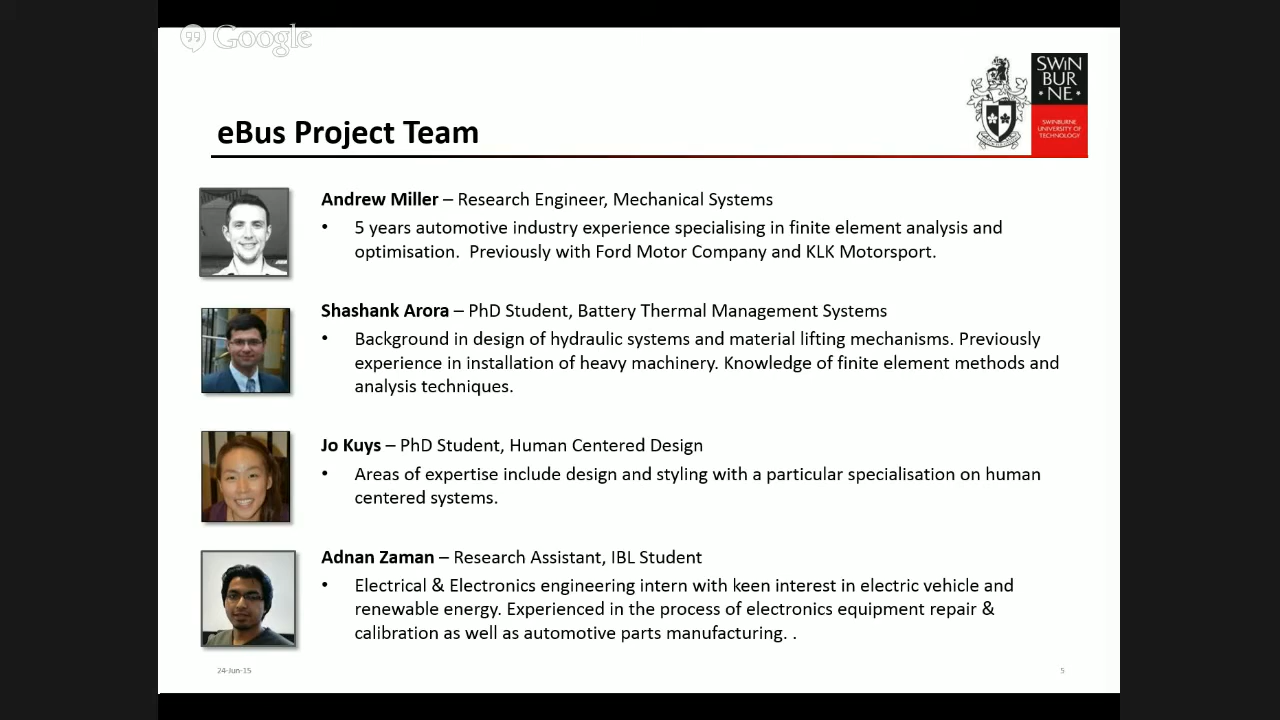 Google
SWIN
BUR
* NE *
SWINBURNE
UNIVERSITY OF
TECHNOLOGY
eBus Project Team
Andrew Miller – Research Engineer, Mechanical Systems
• 5 years automotive industry experience specialising in finite element analysis and
optimisation.  Previously with Ford Motor Company and KLK Motorsport.
Shashank Arora – PhD Student, Battery Thermal Management Systems
• Background in design of hydraulic systems and material lifting mechanisms. Previously
experience in installation of heavy machinery. Knowledge of finite element methods and
analysis techniques.
Jo Kuys – PhD Student, Human Centered Design
• Areas of expertise include design and styling with a particular specialisation on human
centered systems.
Adnan Zaman – Research Assistant, IBL Student
• Electrical & Electronics engineering intern with keen interest in electric vehicle and
renewable energy. Experienced in the process of electronics equipment repair &
calibration as well as automotive parts manufacturing. .
24-Jun-15
5